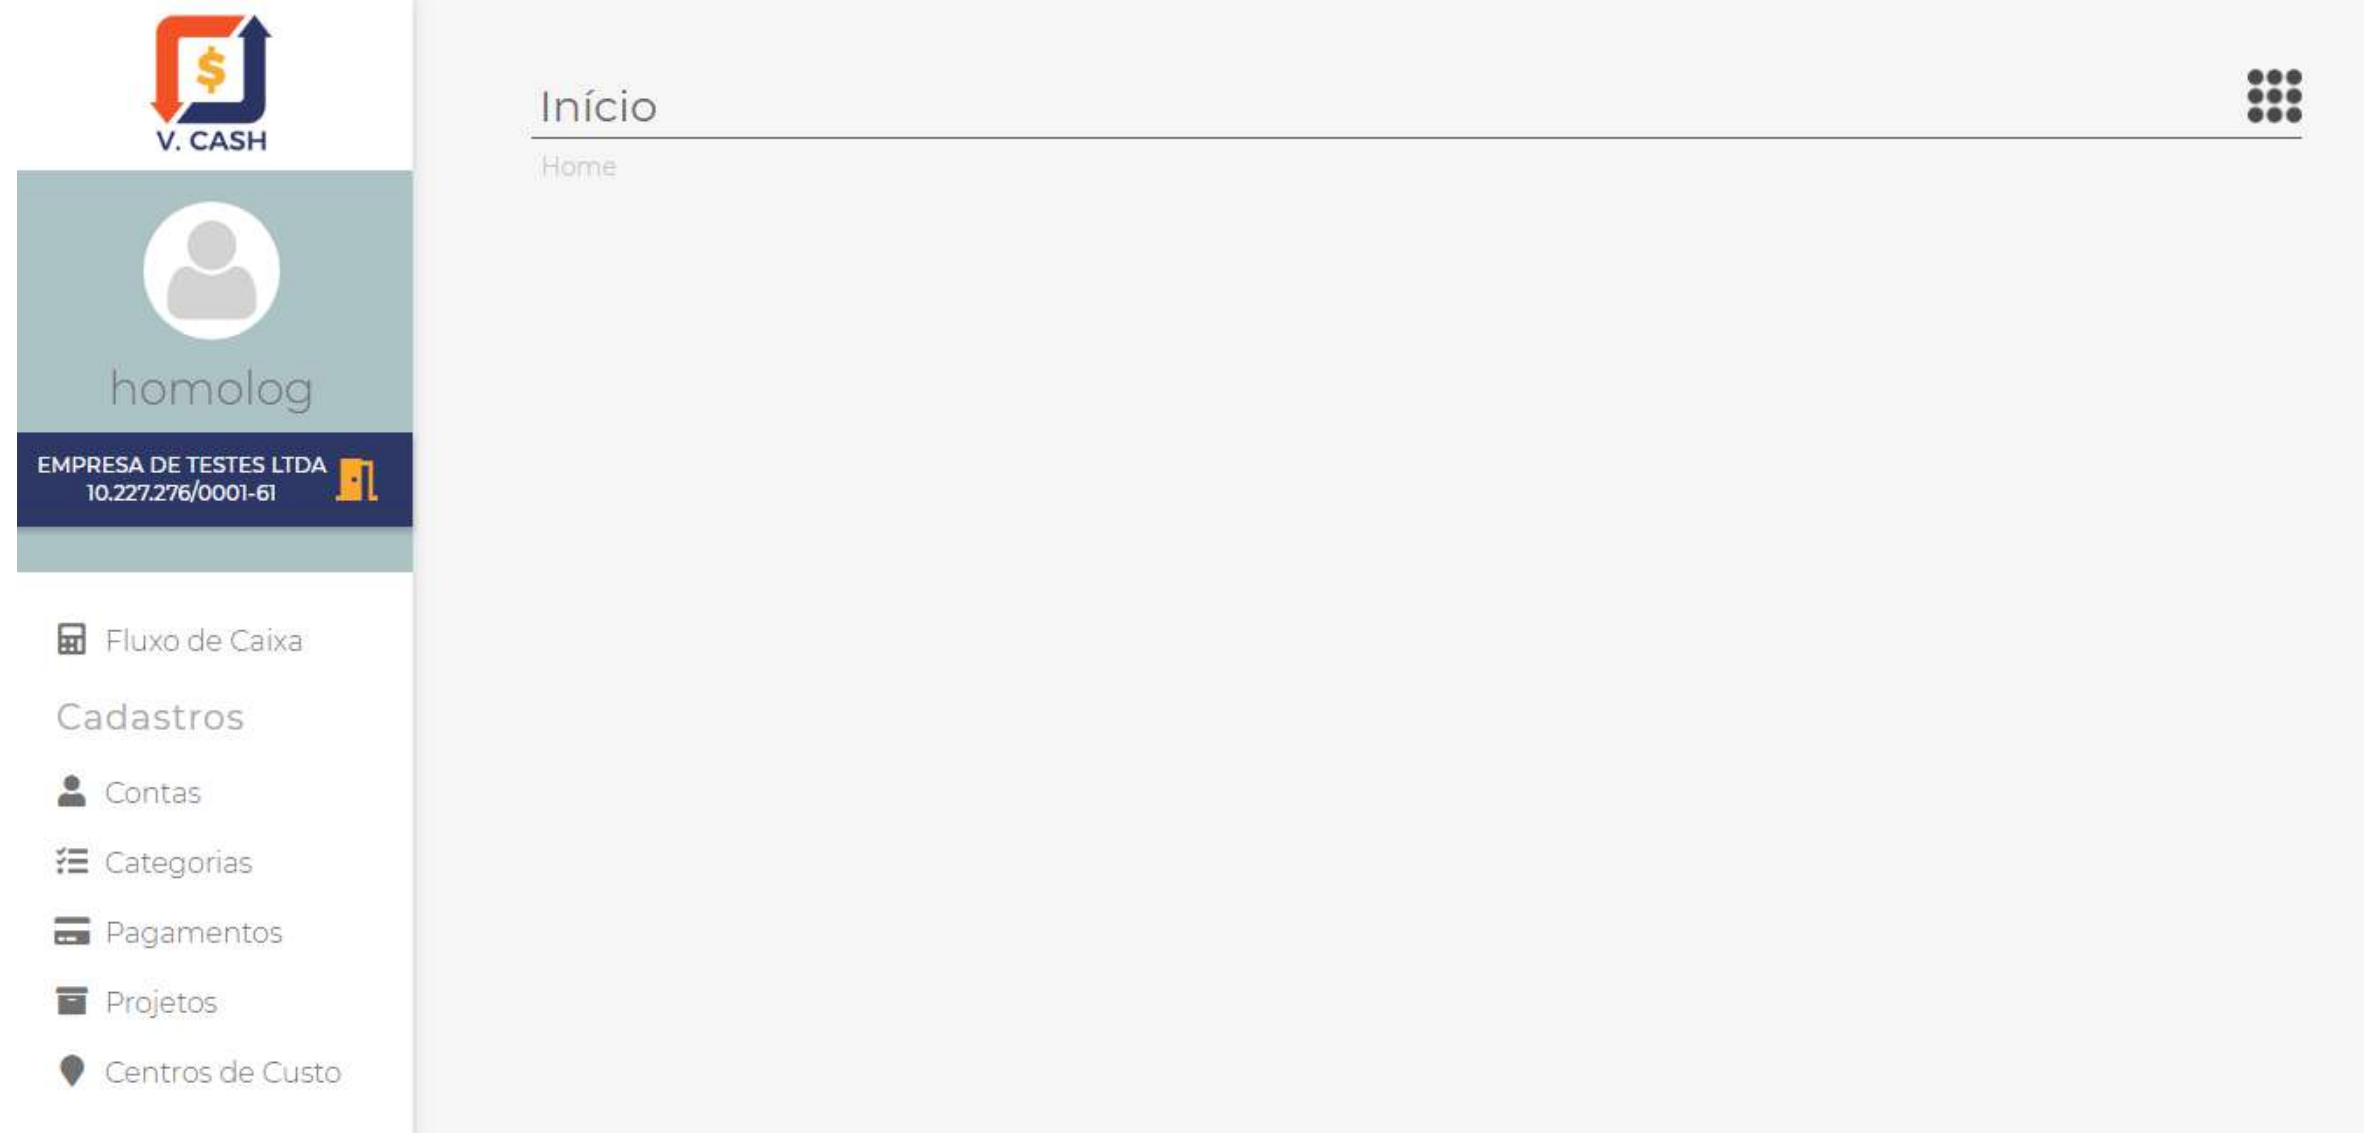 $
V. CASH
homolog
EMPRESA DE TESTES LTDA
10.227.276/0001-61
Fluxo de Caixa
Cadastros
Contas
Categorias
Pagamentos
Projetos
Centros de Custo
Início
Home